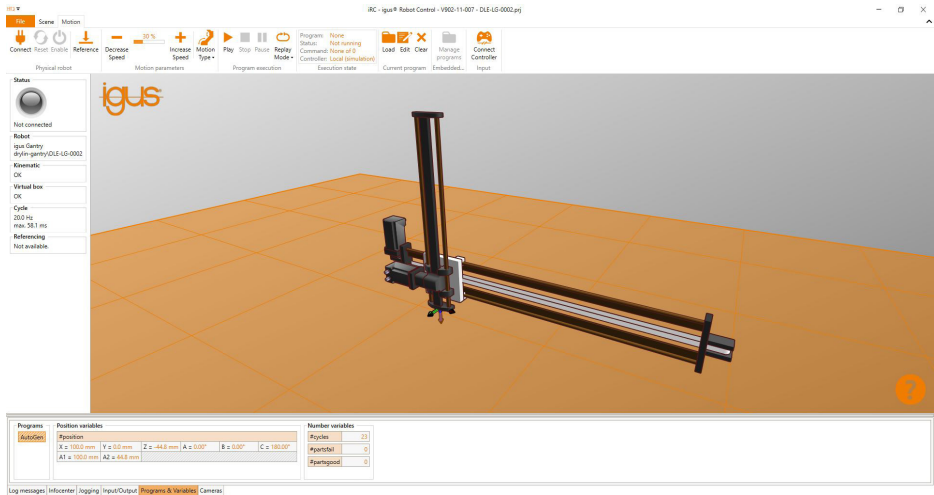 iRC - igus® Robot Control - V902-11-007 - DLE-LG-0002.prj
File Scene Motion
Connect Reset Enable Reference Decrease Speed 30 % Increase Speed Motion Type Play Stop Pause Replay Mode
Program: None
Status: Not running
Command: None of 0
Controller: Local (simulation)
Load Edit Clear Manage programs Connect Controller
Physical robot Motion parameters Program execution Execution state Current program Embedded... Input
Status
Not connected
Robot
igus Gantry
drylin-gantry\DLE-LG-0002
Kinematic
OK
Virtual box
OK
Cycle
20.0 Hz
max. 58.1 ms
Referencing
Not available.
igus
?
Programs Position variables Number variables
AutoGen #position #cycles 23
X = 100.0 mm Y = 0.0 mm Z = -44.8 mm A = 0.00° B = 0.00° C = 180.00° #partsfail 0
A1 = 100.0 mm A2 = 44.8 mm #partsgood 0
Log messages Infocenter Jogging Input/Output Programs & Variables Cameras